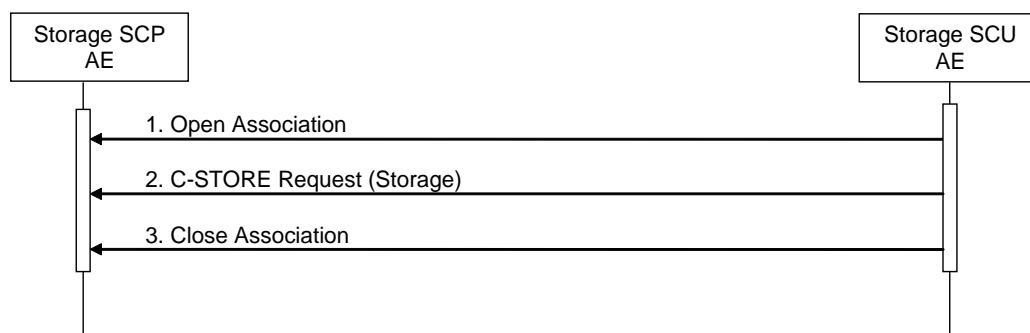 Storage SCP
AE
Storage SCU
AE
1. Open Association
2. C-STORE Request (Storage)
3. Close Association